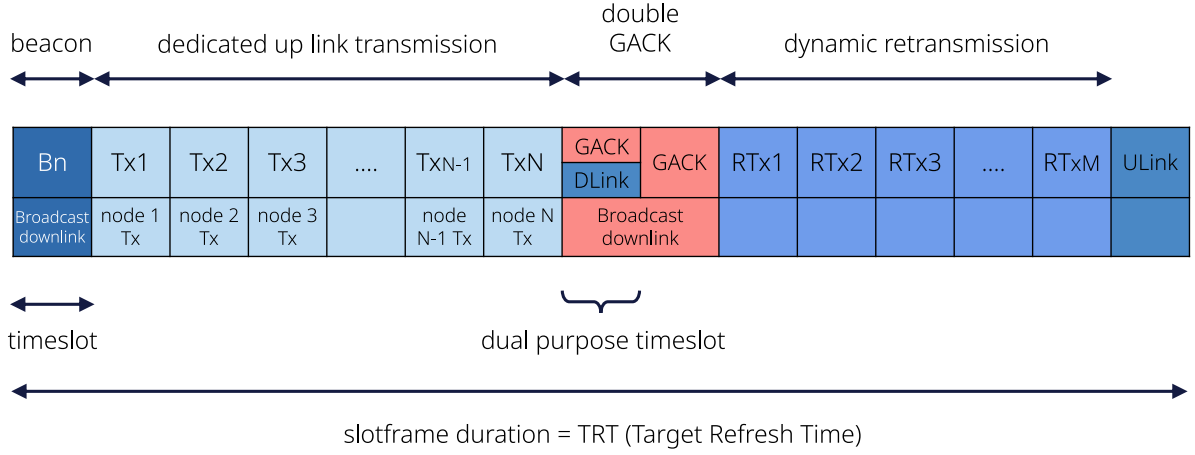 double
beacon dedicated up link transmission GACK dynamic retransmission
Bn Tx1 Tx2 Tx3 .... TxN-1 TxN GACK DLink GACK RTx1 RTx2 RTx3 .... RTxM ULink
Broadcast node 1 node 2 node 3 node node N Broadcast
downlink Tx Tx Tx N-1 Tx Tx downlink
timeslot dual purpose timeslot
slotframe duration = TRT (Target Refresh Time)